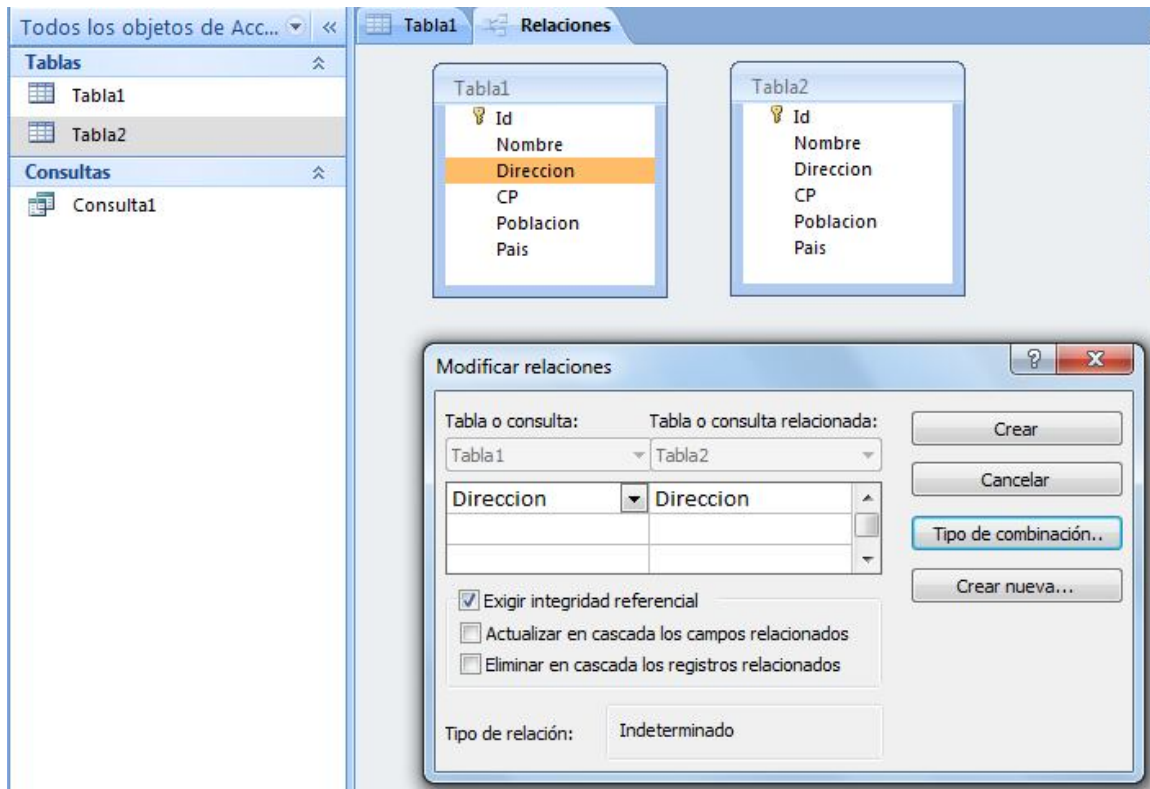 Todos los objetos de Acc...
Tablas
Tabla1
Tabla2
Consultas
Consulta1
Tabla1
Relaciones
Tabla1
Id
Nombre
Direccion
CP
Poblacion
Pais
Tabla2
Id
Nombre
Direccion
CP
Poblacion
Pais
Modificar relaciones
Tabla o consulta: Tabla o consulta relacionada:
Tabla1 Tabla2
Direccion Direccion
Exigir integridad referencial
Actualizar en cascada los campos relacionados
Eliminar en cascada los registros relacionados
Tipo de relación: Indeterminado
Crear
Cancelar
Tipo de combinación..
Crear nueva...